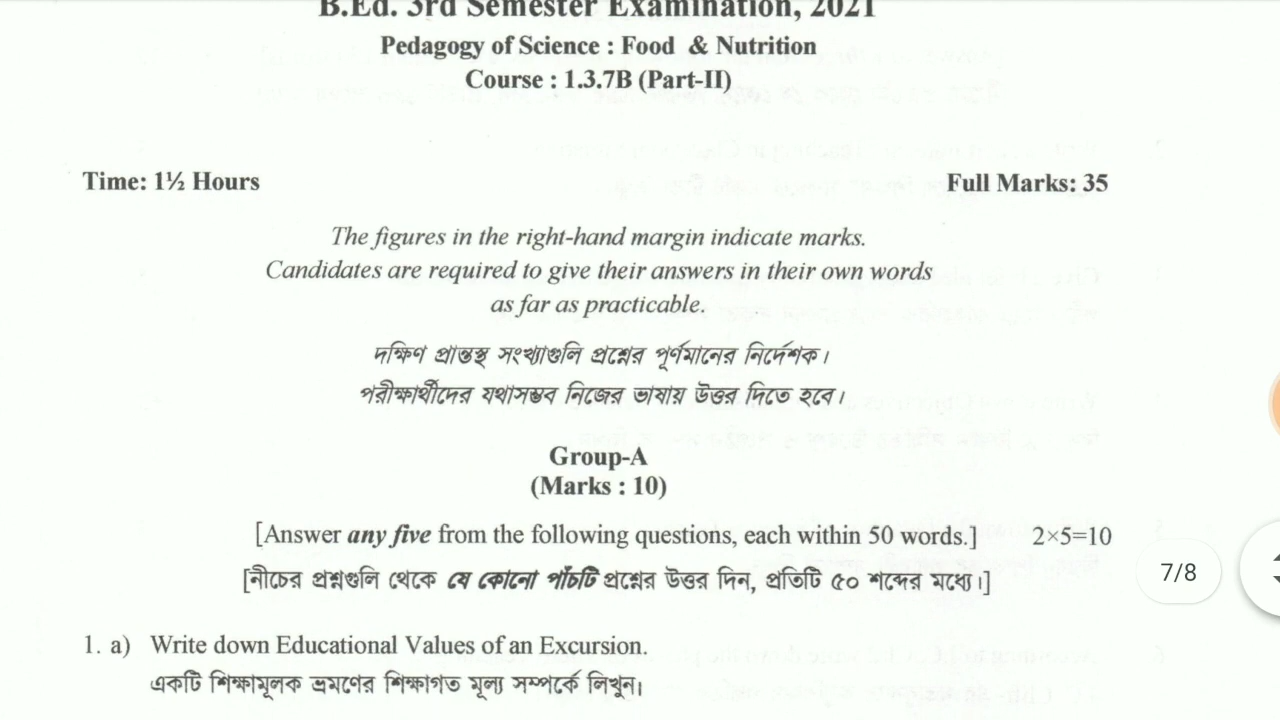 B.Ed. 3rd Semester Examination, 2021
Pedagogy of Science : Food & Nutrition
Course : 1.3.7B (Part-II)
Time: 1½ Hours Full Marks: 35
The figures in the right-hand margin indicate marks.
Candidates are required to give their answers in their own words
as far as practicable.
দক্ষিণ প্রান্তস্থ সংখ্যাগুলি প্রশ্নের পূর্ণমানের নির্দেশক।
পরীক্ষার্থীদের যথাসম্ভব নিজের ভাষায় উত্তর দিতে হবে।
Group-A
(Marks : 10)
[Answer any five from the following questions, each within 50 words.] 2×5=10
[নীচের প্রশ্নগুলি থেকে যে কোনো পাঁচটি প্রশ্নের উত্তর দিন, প্রতিটি ৫০ শব্দের মধ্যে।]
7/8
1. a) Write down Educational Values of an Excursion.
একটি শিক্ষামূলক ভ্রমণের শিক্ষাগত মূল্য সম্পর্কে লিখুন।